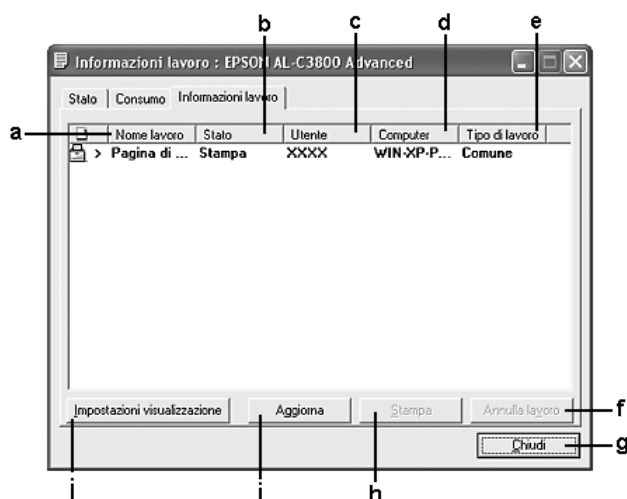 b c d e
Informazioni lavoro : EPSON AL-C3800 Advanced
Stato Consumo Informazioni lavoro
a Nome lavoro Stato Utente Computer Tipo di lavoro
> Pagina di ... Stampa XXXX WIN-XP-P... Comune
Impostazioni visualizzazione Aggiorna Stampa Annulla lavoro f
Chiudi g
j i h